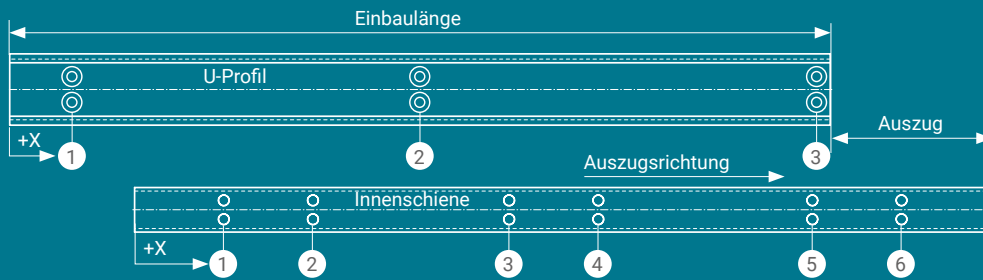 Einbaulänge
U-Profil
+X
1
2
3
Auszug
Auszugsrichtung
Innenschiene
+X
1
2
3
4
5
6